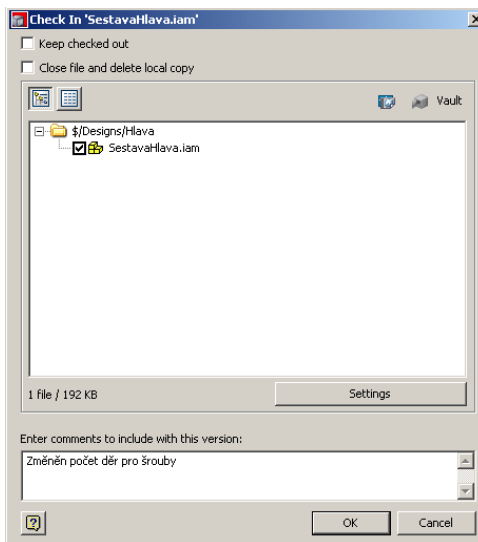 Check In 'SestavaHlava.iam'
Keep checked out
Close file and delete local copy
Vault
$/Designs/Hlava
SestavaHlava.iam
1 file / 192 KB
Settings
Enter comments to include with this version:
Změněn počet děr pro šrouby
OK
Cancel